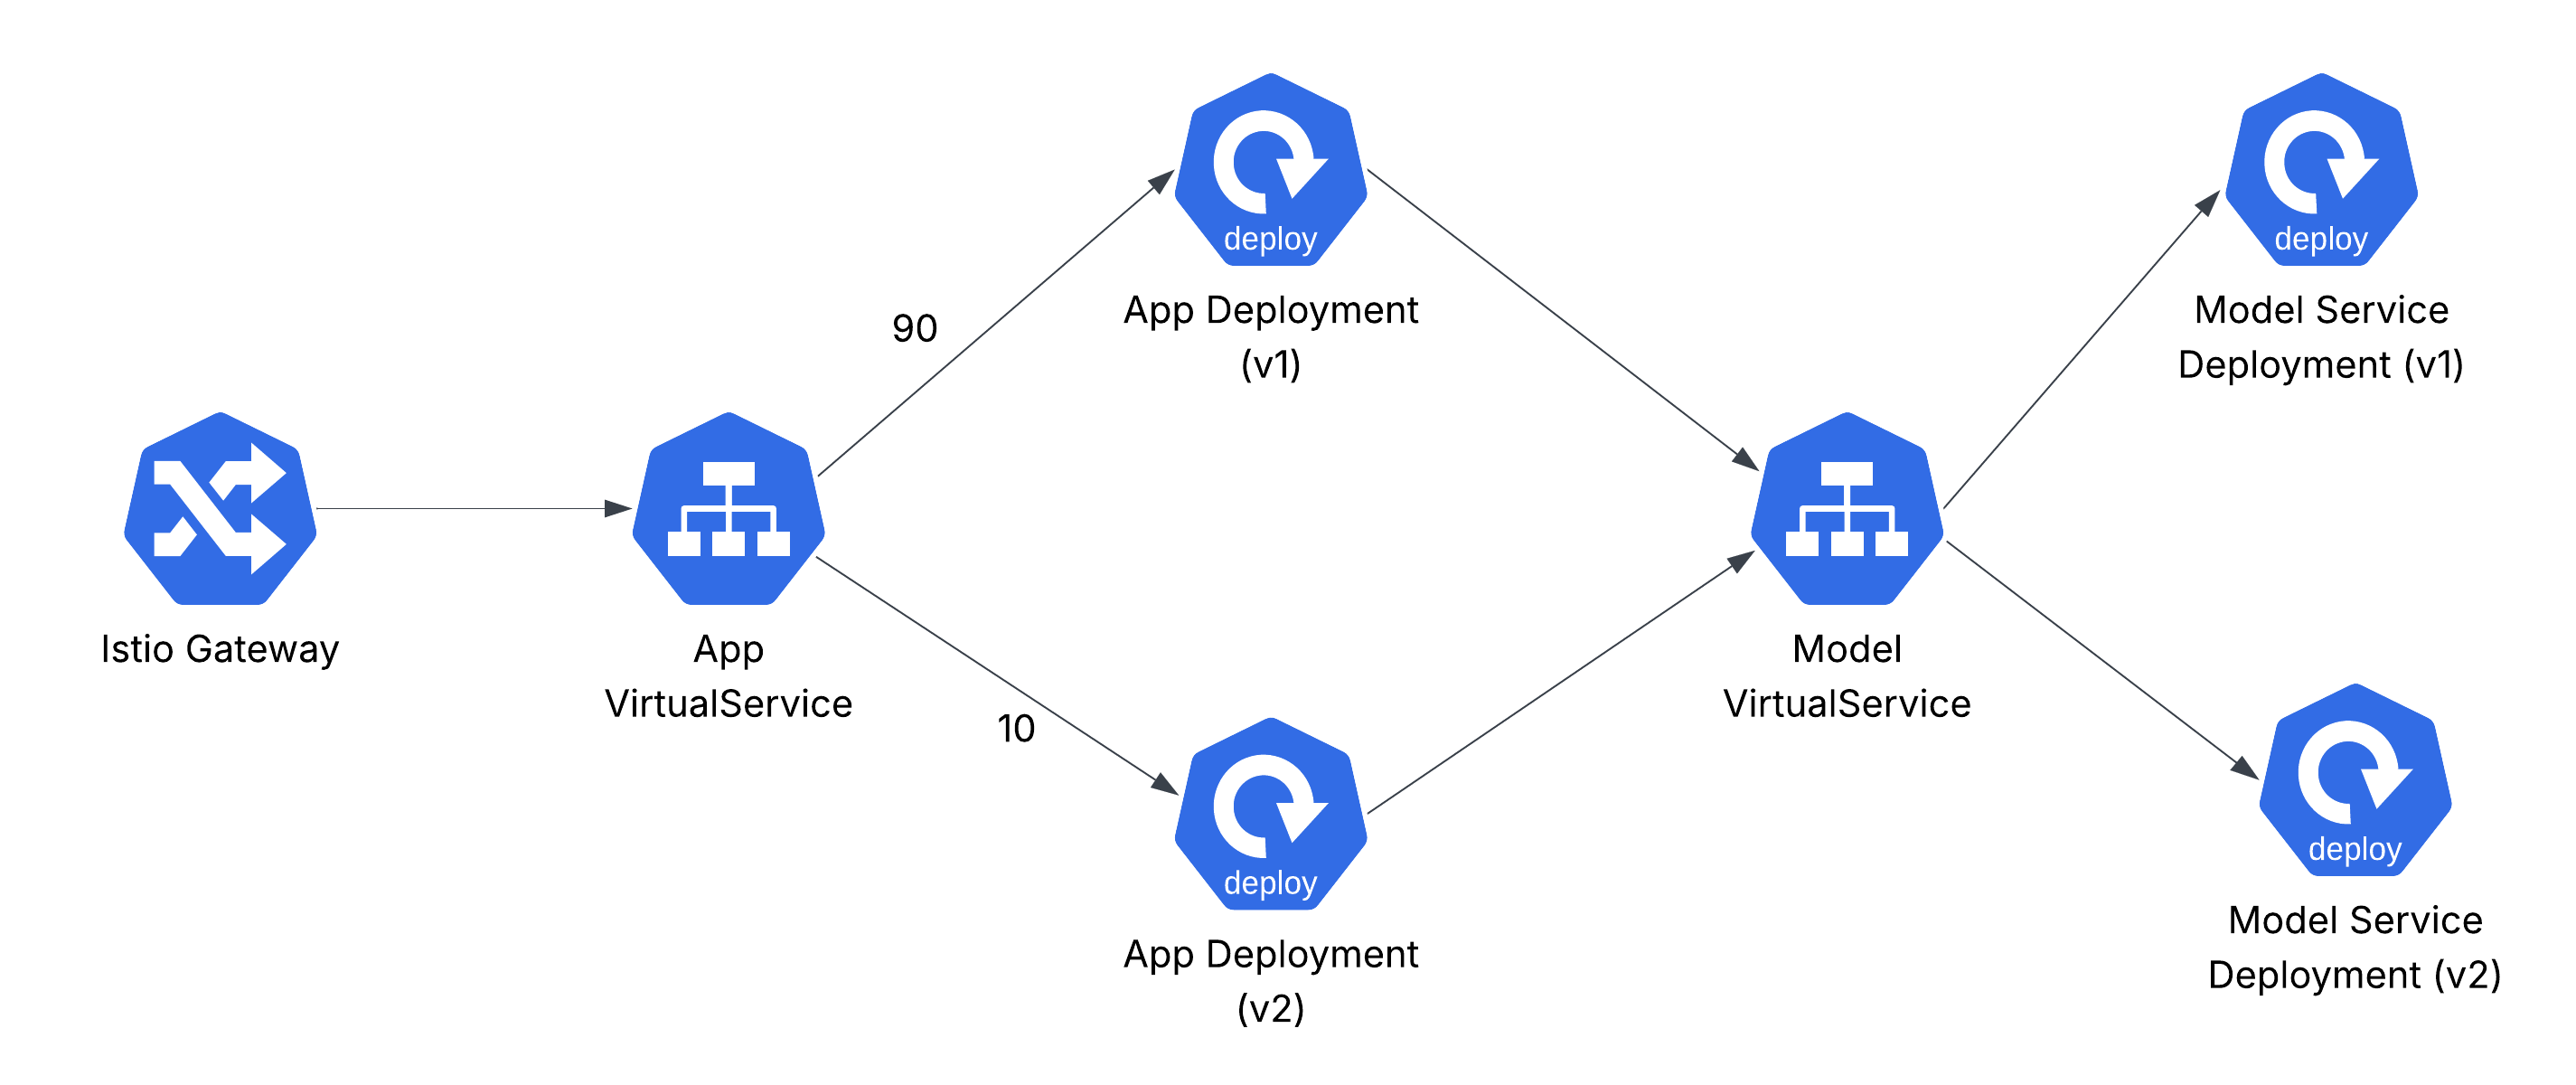 deploy
App Deployment
(v1)
deploy
Model Service
Deployment (v1)
90
Istio Gateway
App
VirtualService
Model
VirtualService
10
deploy
App Deployment
(v2)
deploy
Model Service
Deployment (v2)